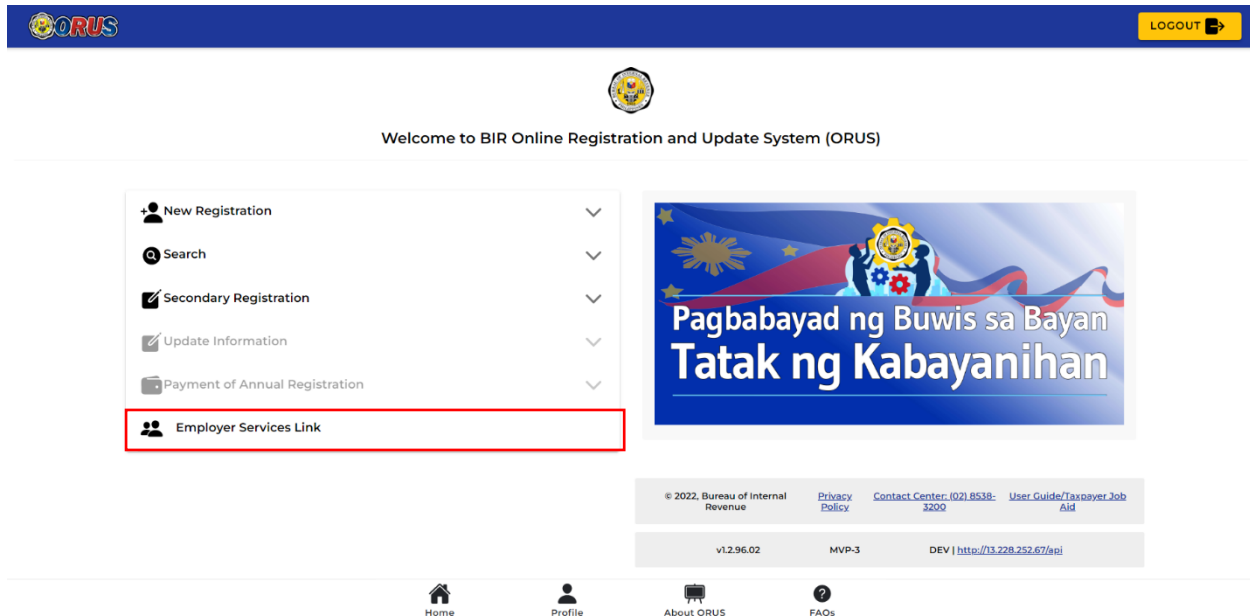 ORUS
LOGOUT
Welcome to BIR Online Registration and Update System (ORUS)
New Registration
Search
Secondary Registration
Update Information
Payment of Annual Registration
Employer Services Link
Pagbabayad ng Buwis sa Bayan
Tatak ng Kabayanihan
© 2022, Bureau of Internal
Revenue
Privacy
Policy
Contact Center: (02) 8538-
3200
User Guide/Taxpayer Job
Aid
v1.2.96.02
MVP-3
DEV | http://13.228.252.67/api
Home
Profile
About ORUS
FAQs